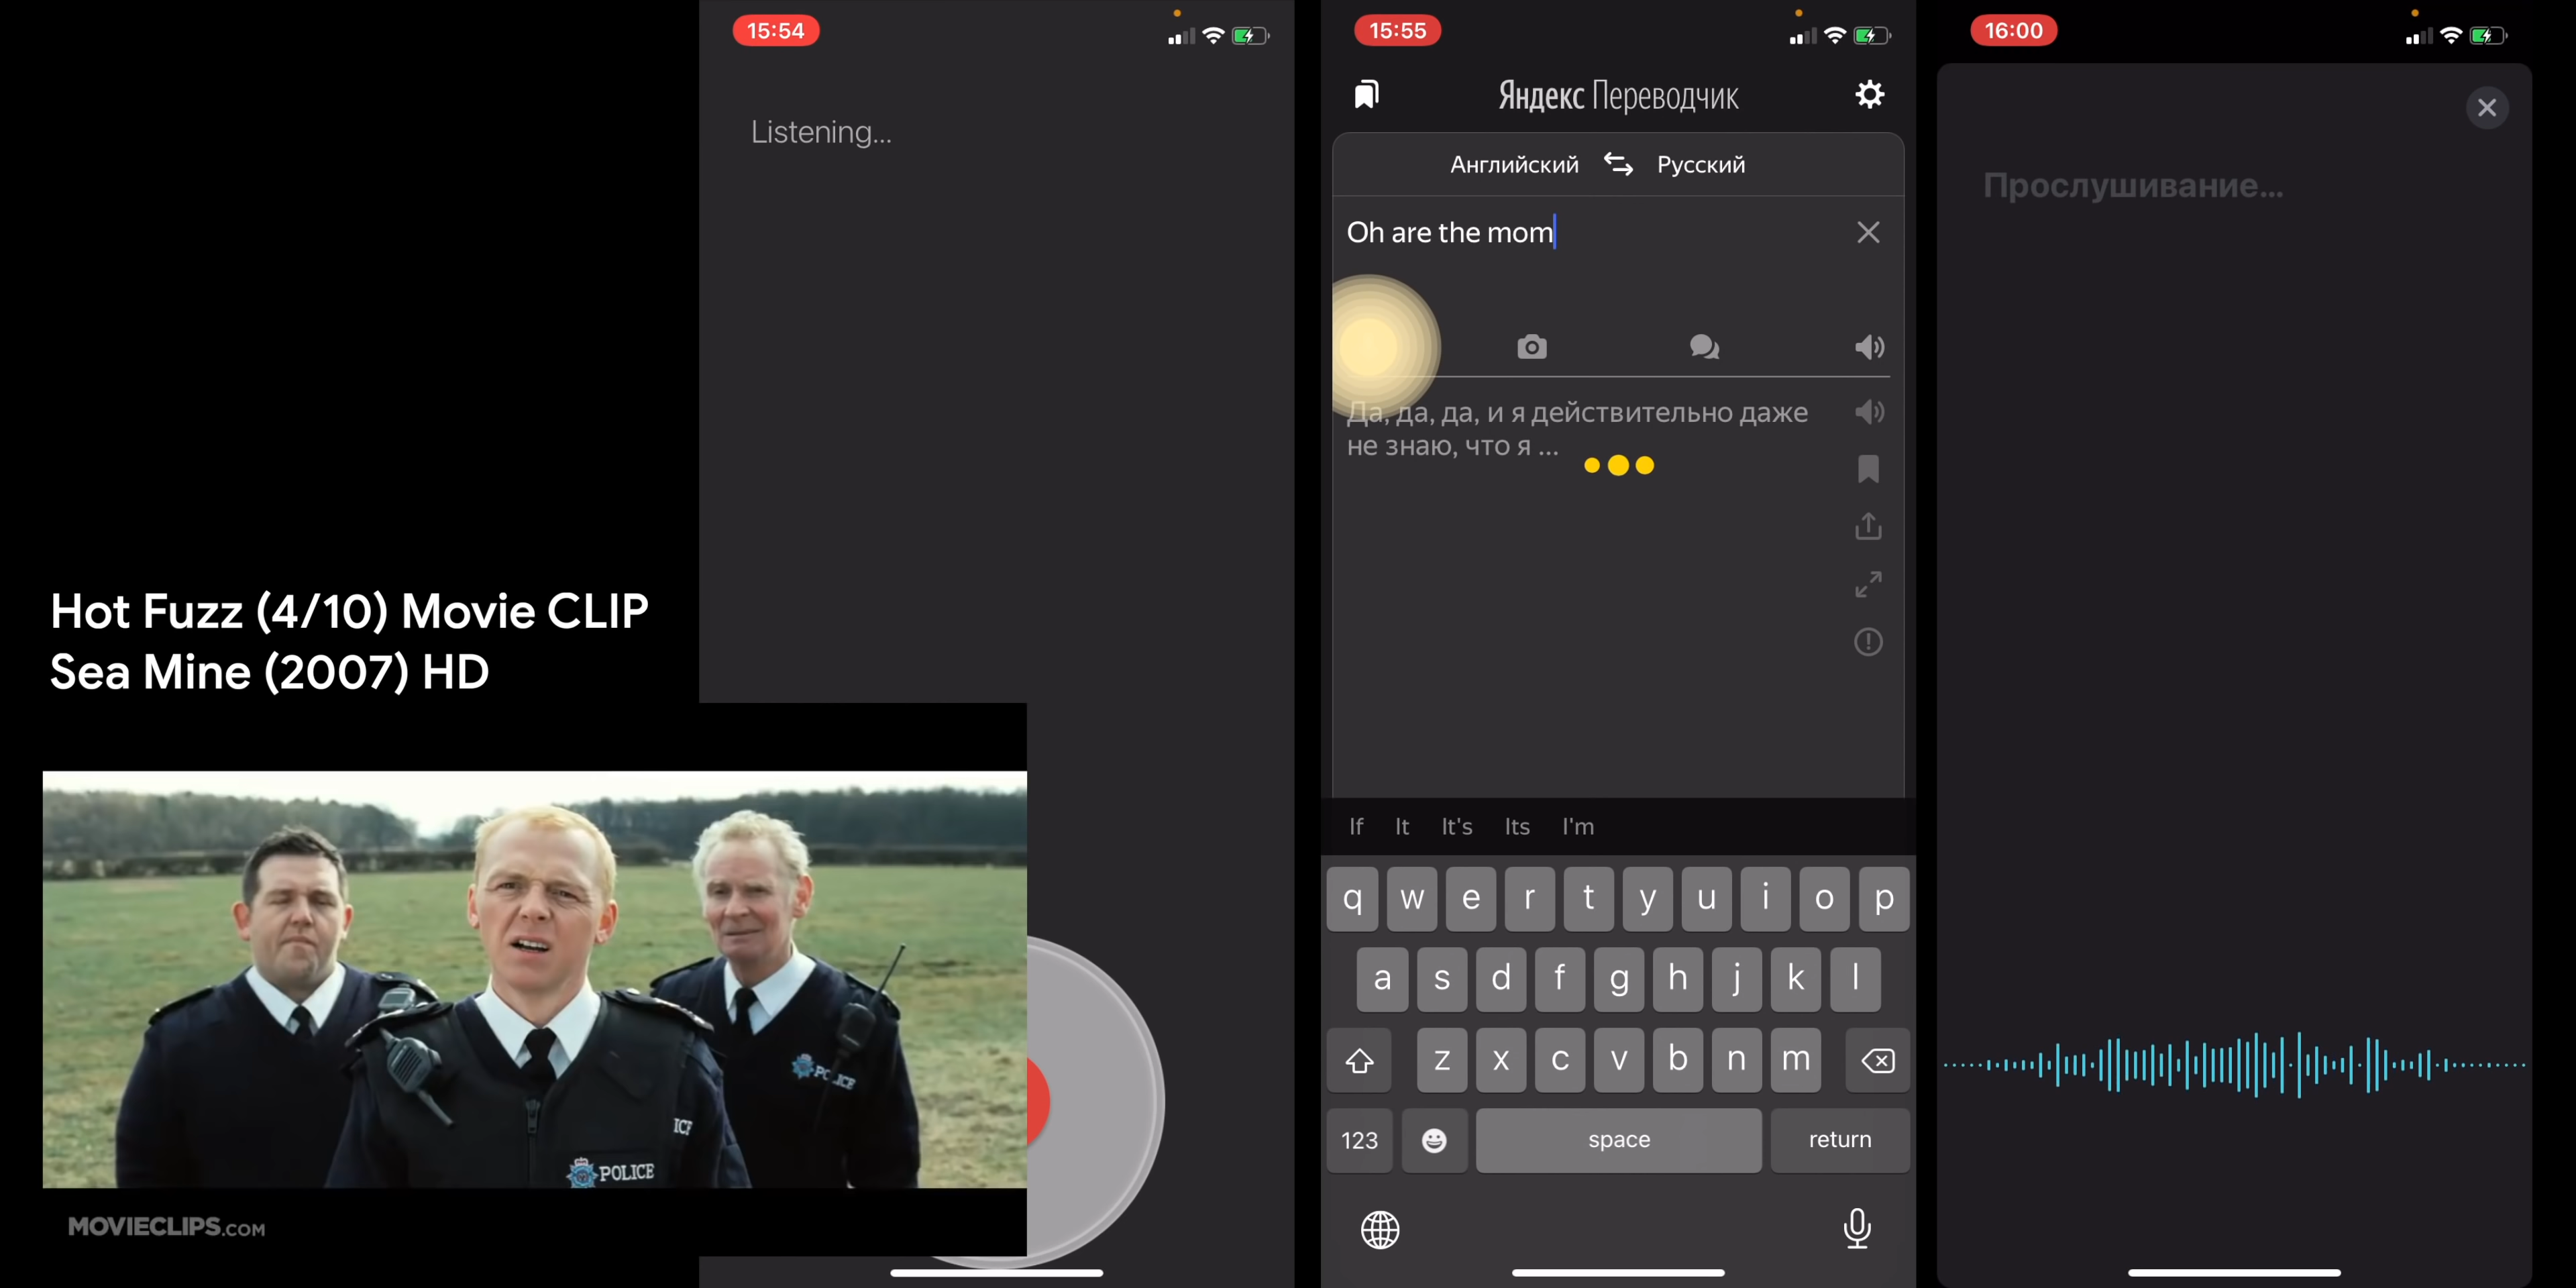 Hot Fuzz (4/10) Movie CLIP
Sea Mine (2007) HD
POLICE
ICE
POLICE
MOVIECLIPS.COM
15:54
Listening...
15:55
Яндекс Переводчик
Английский Русский
Oh are the mom
Да, да, да, и я действительно даже
не знаю, что я ...
If It It's Its I'm
q w e r t y u i o p
a s d f g h j k l
z x c v b n m
123 space return
16:00
Прослушивание...